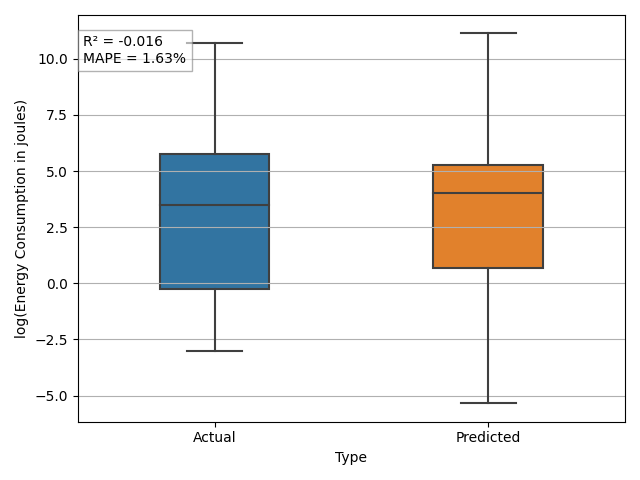 R² = -0.016
MAPE = 1.63%
10.0
7.5
5.0
2.5
0.0
−2.5
−5.0
log(Energy Consumption in joules)
Actual
Predicted
Type